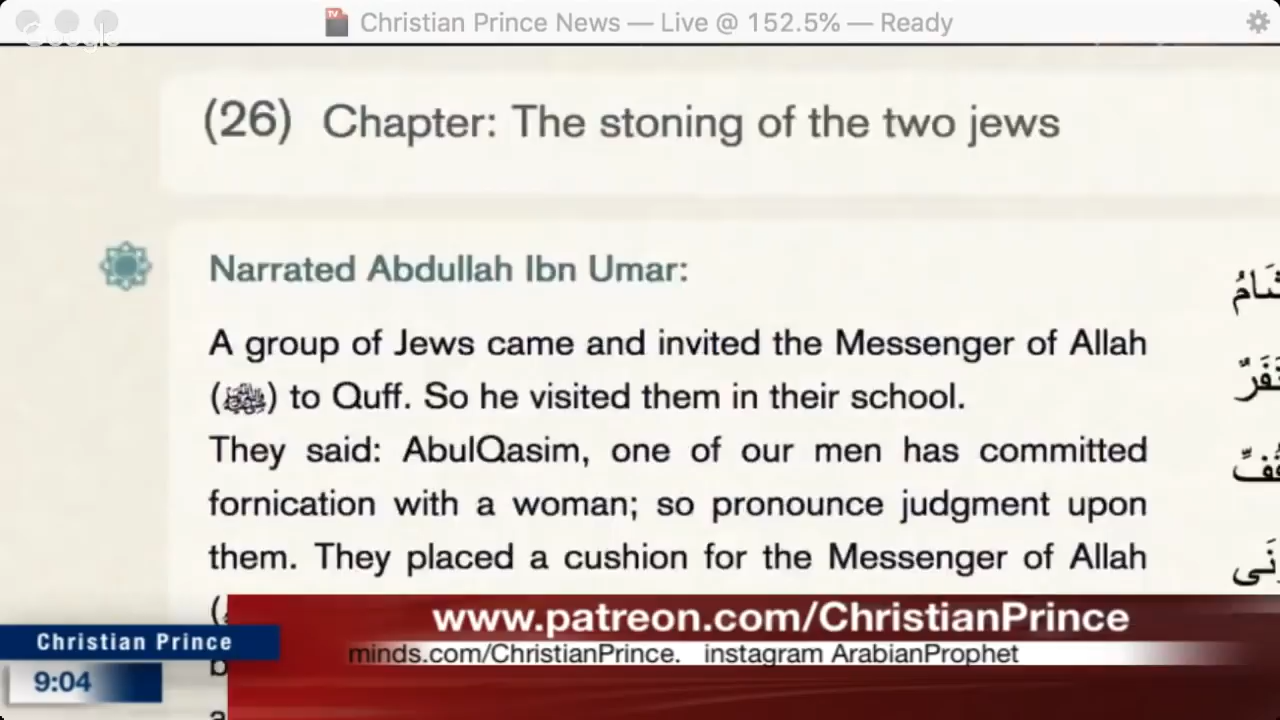 Google
TV
Christian Prince News — Live @ 152.5% — Ready
(26) Chapter: The stoning of the two jews
Narrated Abdullah Ibn Umar:
A group of Jews came and invited the Messenger of Allah
(ﷺ) to Quff. So he visited them in their school.
They said: AbulQasim, one of our men has committed
fornication with a woman; so pronounce judgment upon
them. They placed a cushion for the Messenger of Allah
www.patreon.com/ChristianPrince
Christian Prince
minds.com/ChristianPrince. instagram ArabianProphet
9:04